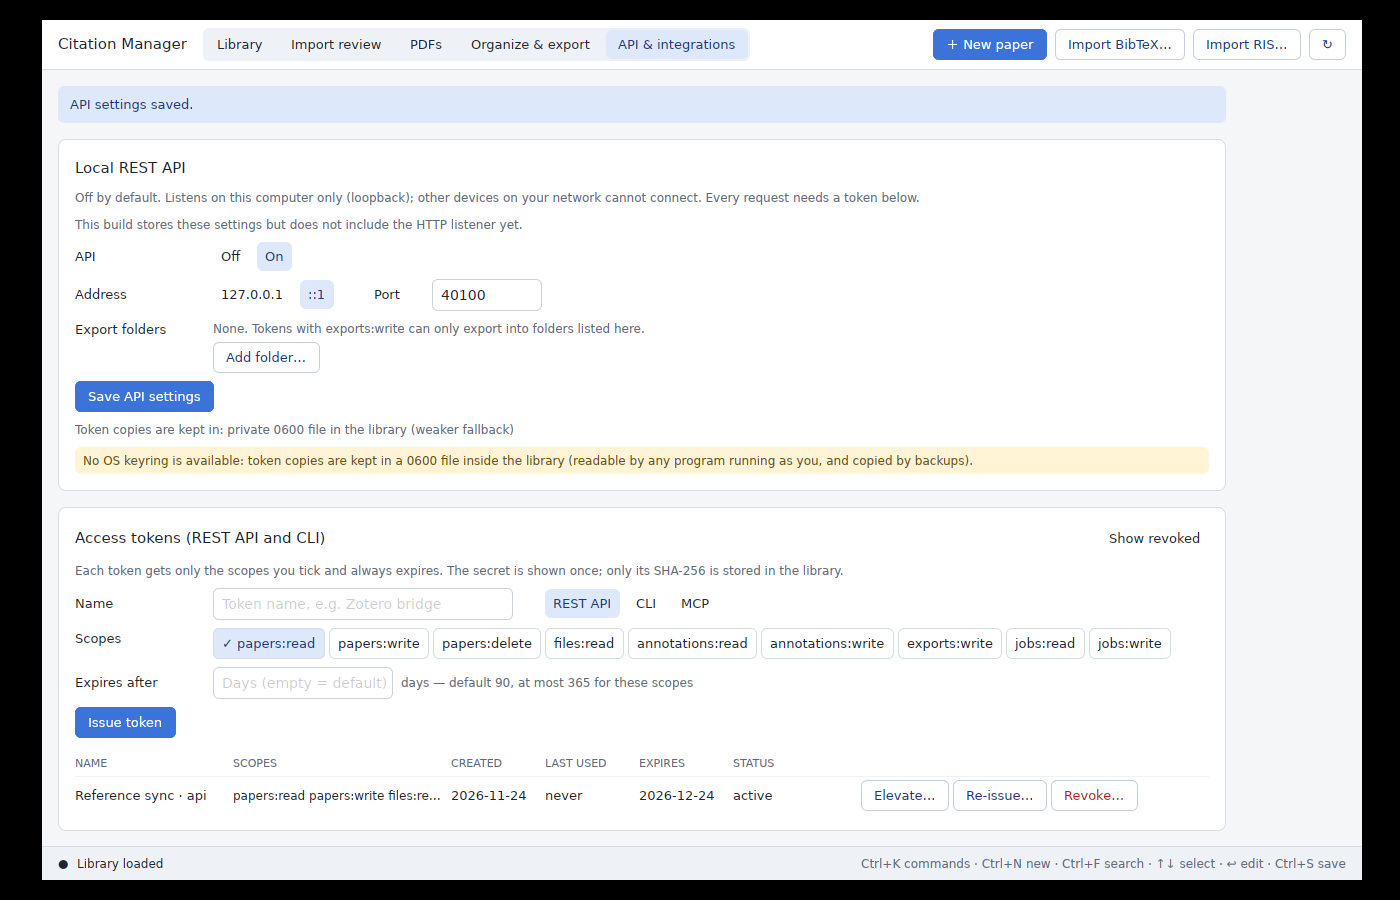 Citation Manager Library Import review PDFs Organize & export API & integrations + New paper Import BibTeX... Import RIS... ↻
API settings saved.
Local REST API
Off by default. Listens on this computer only (loopback); other devices on your network cannot connect. Every request needs a token below.
This build stores these settings but does not include the HTTP listener yet.
API Off On
Address 127.0.0.1 ::1 Port 40100
Export folders None. Tokens with exports:write can only export into folders listed here.
Add folder...
Save API settings
Token copies are kept in: private 0600 file in the library (weaker fallback)
No OS keyring is available: token copies are kept in a 0600 file inside the library (readable by any program running as you, and copied by backups).
Access tokens (REST API and CLI) Show revoked
Each token gets only the scopes you tick and always expires. The secret is shown once; only its SHA-256 is stored in the library.
Name Token name, e.g. Zotero bridge REST API CLI MCP
Scopes ✓ papers:read papers:write papers:delete files:read annotations:read annotations:write exports:write jobs:read jobs:write
Expires after Days (empty = default) days — default 90, at most 365 for these scopes
Issue token
NAME SCOPES CREATED LAST USED EXPIRES STATUS
Reference sync · api papers:read papers:write files:re... 2026-11-24 never 2026-12-24 active Elevate... Re-issue... Revoke...
● Library loaded Ctrl+K commands · Ctrl+N new · Ctrl+F search · ↑↓ select · ↩ edit · Ctrl+S save